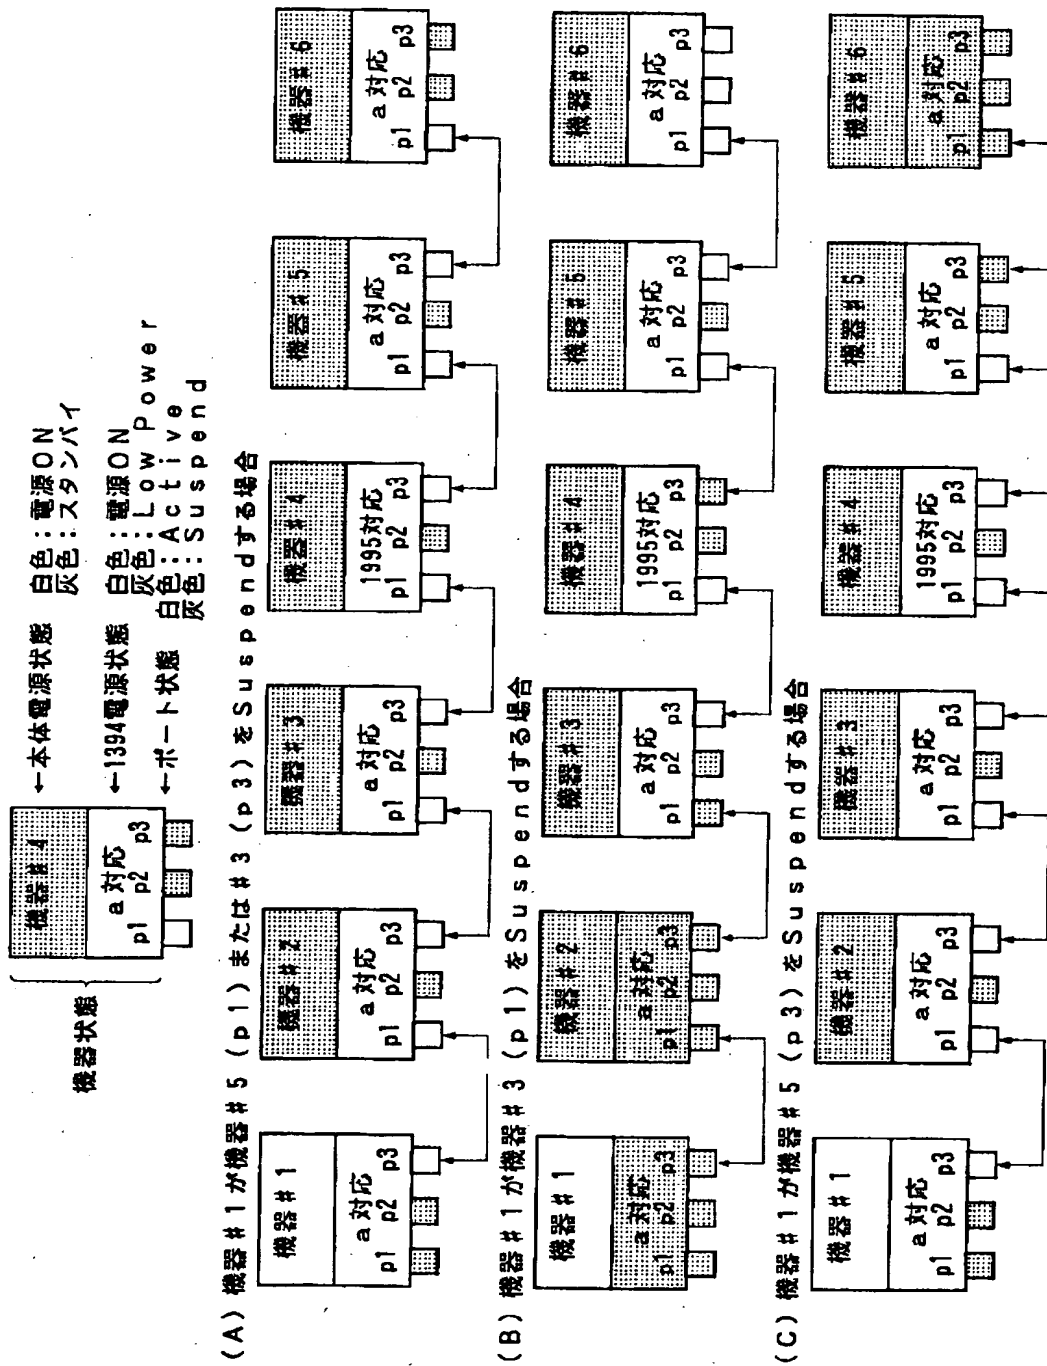 機器状態
機器＃4
a対応
p1 p2 p3
←本体電源状態 白色：電源ON
灰色：スタンバイ
←1394電源状態 白色：電源ON
灰色：Low Power
←ポート状態 白色：Active
灰色：Suspend
(A) 機器＃1が機器＃5 (p1) または＃3 (p3) をSuspendする場合
機器＃1 機器＃2 機器＃3 機器＃4 機器＃5 機器＃6
a対応 a対応 a対応 1995対応 a対応 a対応
p1 p2 p3 p1 p2 p3 p1 p2 p3 p1 p2 p3 p1 p2 p3 p1 p2 p3
(B) 機器＃1が機器＃3 (p1) をSuspendする場合
機器＃1 機器＃2 機器＃3 機器＃4 機器＃5 機器＃6
a対応 a対応 a対応 1995対応 a対応 a対応
p1 p2 p3 p1 p2 p3 p1 p2 p3 p1 p2 p3 p1 p2 p3 p1 p2 p3
(C) 機器＃1が機器＃5 (p3) をSuspendする場合
機器＃1 機器＃2 機器＃3 機器＃4 機器＃5 機器＃6
a対応 a対応 a対応 1995対応 a対応 a対応
p1 p2 p3 p1 p2 p3 p1 p2 p3 p1 p2 p3 p1 p2 p3 p1 p2 p3